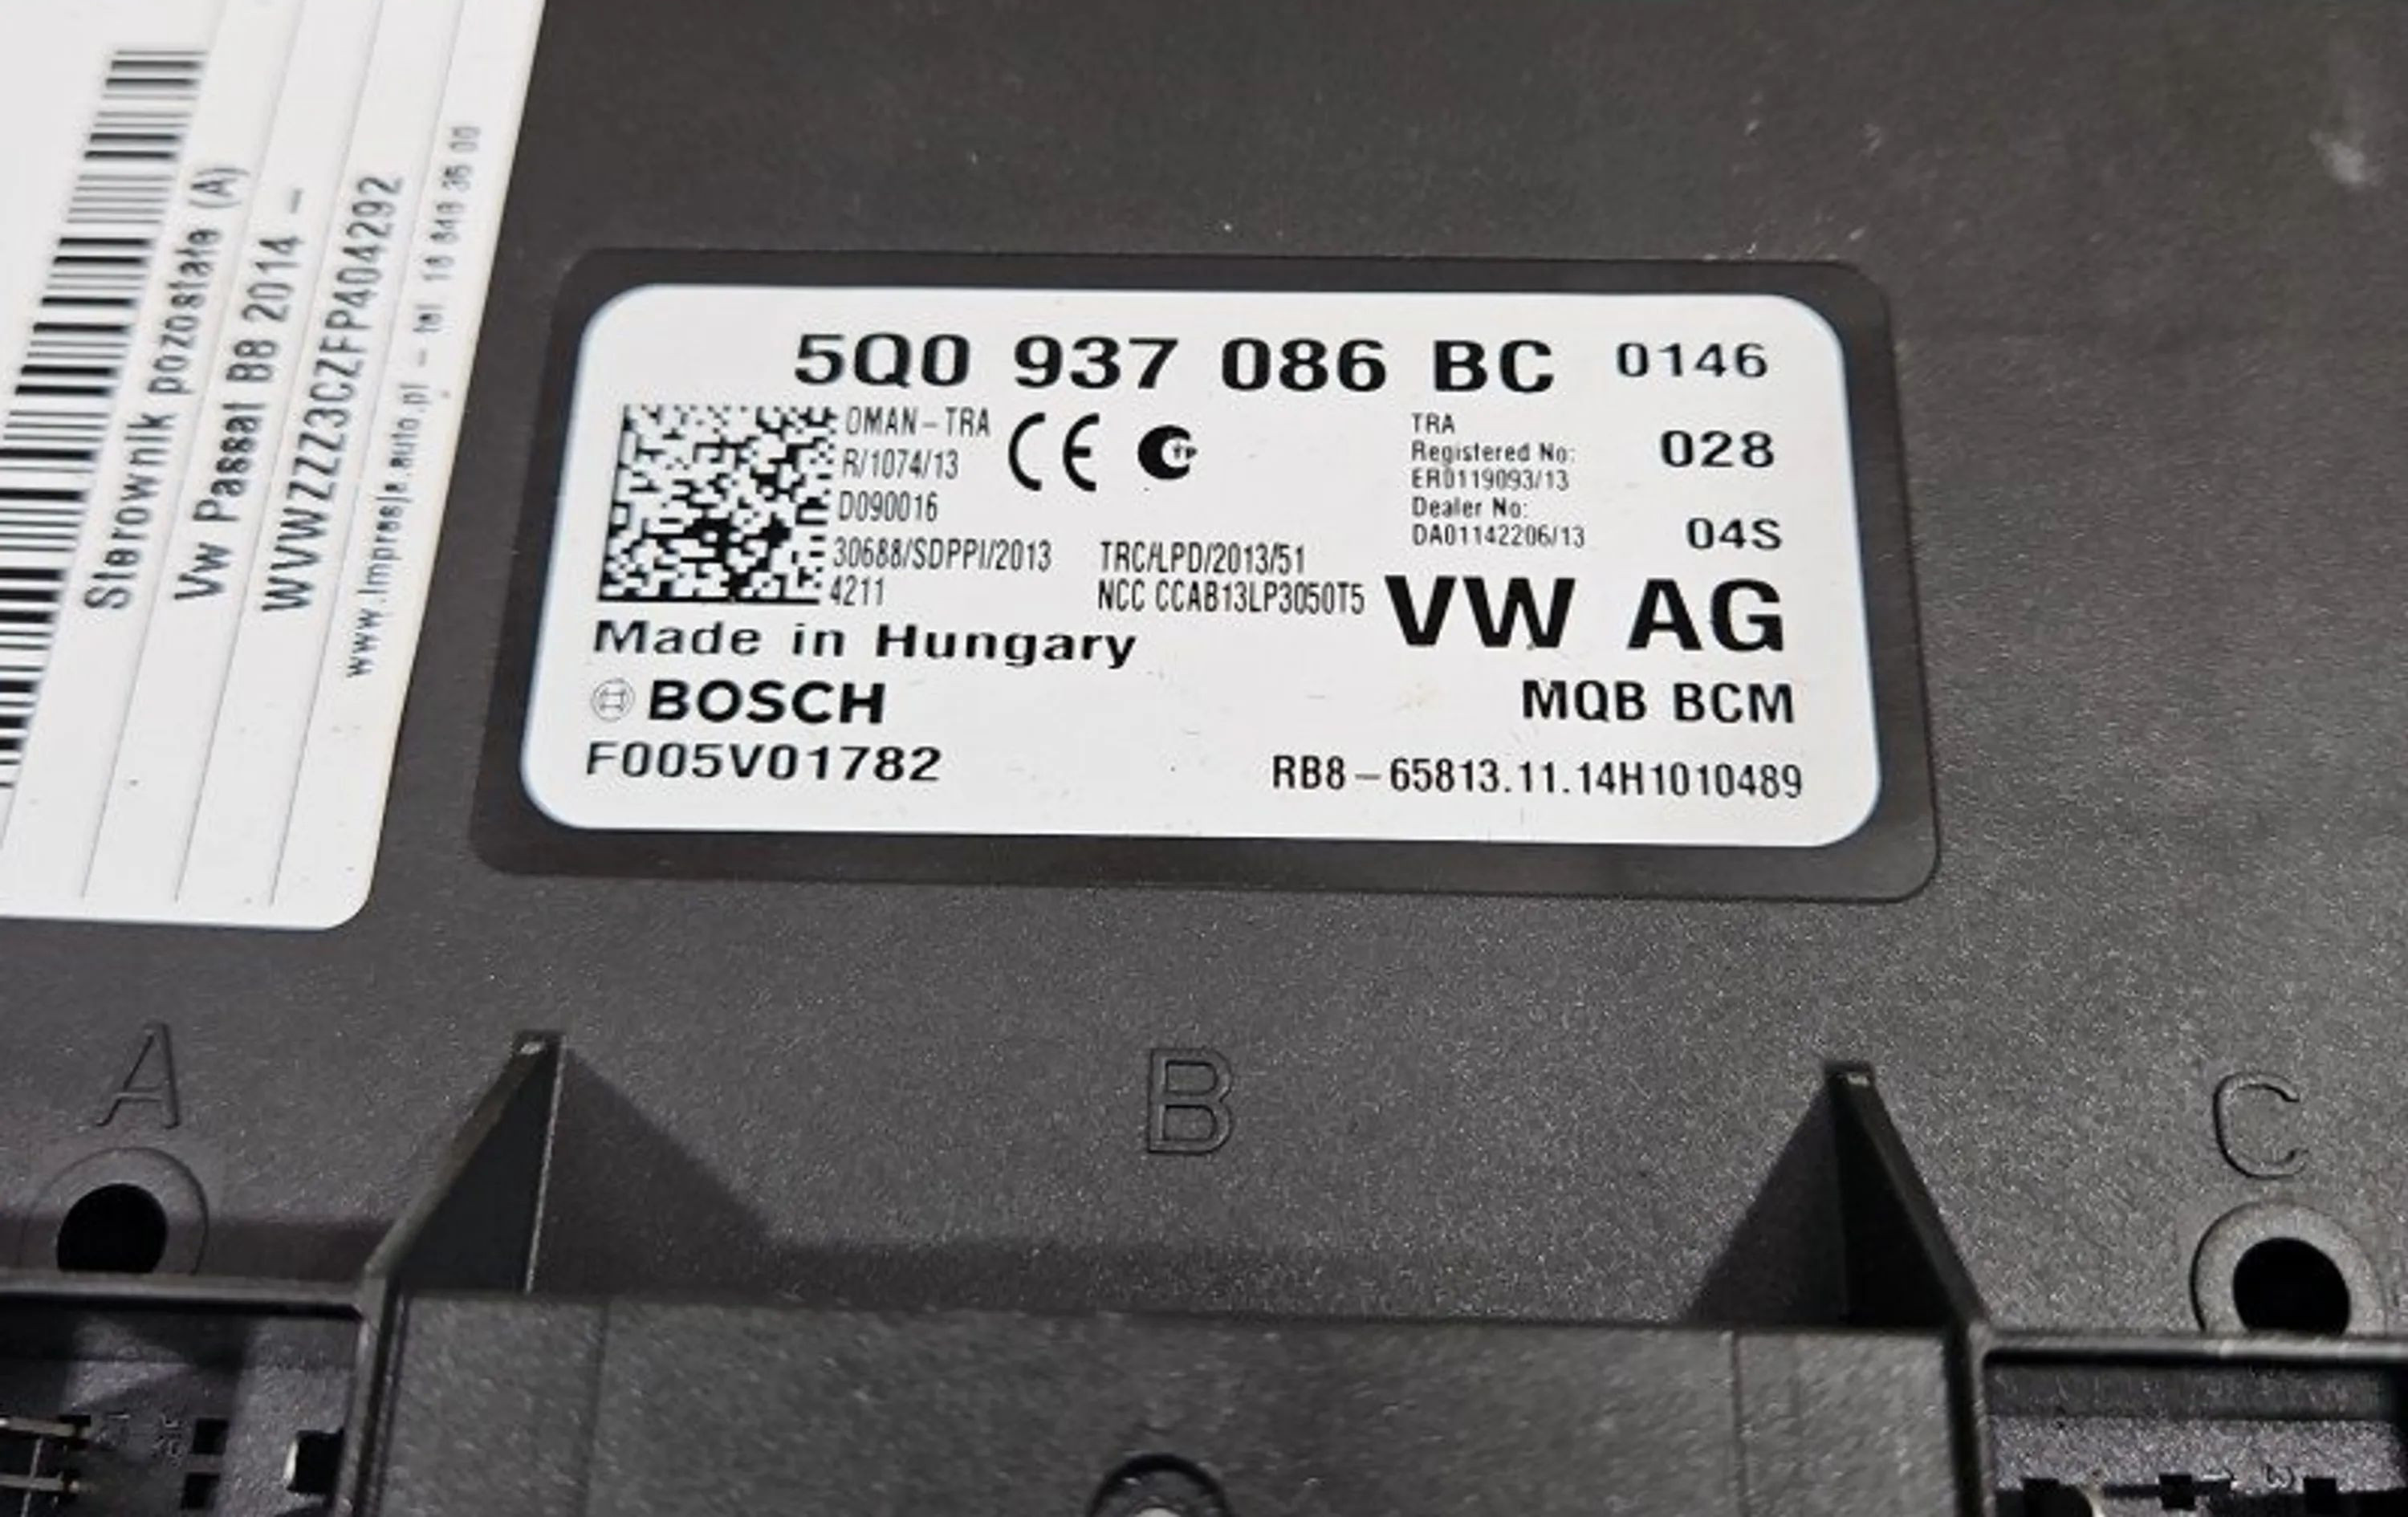 Sterownik pozostałe (A)
Vw Passat B8 2014 -
WVWZZZ3CZFP404292
www.impresja.auto.pl - tel
5Q0 937 086 BC 0146
OMAN-TRA
R/1074/13
D090016
30688/SDPPI/2013
4211
CE
TRC/LPD/2013/51
NCC CCAB13LP3050T5
TRA
Registered No:
ER0119093/13
Dealer No:
DA01142206/13
028
04S
VW AG
Made in Hungary
BOSCH
MQB BCM
F005V01782
RB8-65813.11.14H1010489
A
B
C